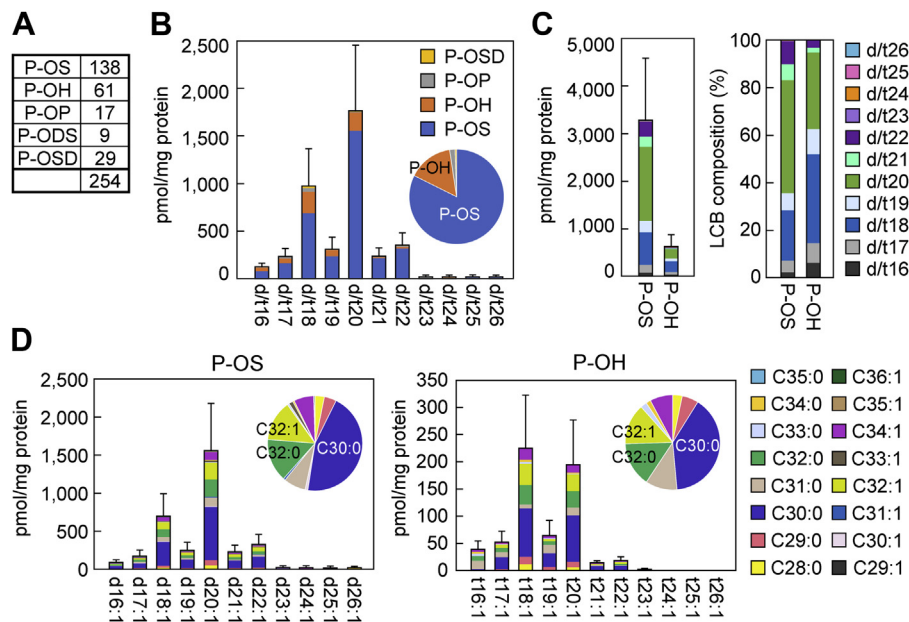 A
P-OS 138
P-OH 61
P-OP 17
P-ODS 9
P-OSD 29
254
B
pmol/mg protein
2,500
2,000
1,500
1,000
500
0
P-OSD
P-OP
P-OH
P-OS
P-OH
P-OS
d/t16 d/t17 d/t18 d/t19 d/t20 d/t21 d/t22 d/t23 d/t24 d/t25 d/t26
C
pmol/mg protein
5,000
4,000
3,000
2,000
1,000
0
P-OS P-OH
LCB composition (%)
100
80
60
40
20
0
P-OS P-OH
d/t26
d/t25
d/t24
d/t23
d/t22
d/t21
d/t20
d/t19
d/t18
d/t17
d/t16
D
P-OS
pmol/mg protein
2,500
2,000
1,500
1,000
500
0
C32:1
C32:0
C30:0
d16:1 d17:1 d18:1 d19:1 d20:1 d21:1 d22:1 d23:1 d24:1 d25:1 d26:1
P-OH
pmol/mg protein
350
300
250
200
150
100
50
0
C32:1
C32:0
C30:0
t16:1 t17:1 t18:1 t19:1 t20:1 t21:1 t22:1 t23:1 t24:1 t25:1 t26:1
C35:0 C36:1
C34:0 C35:1
C33:0 C34:1
C32:0 C33:1
C31:0 C32:1
C30:0 C31:1
C29:0 C30:1
C28:0 C29:1